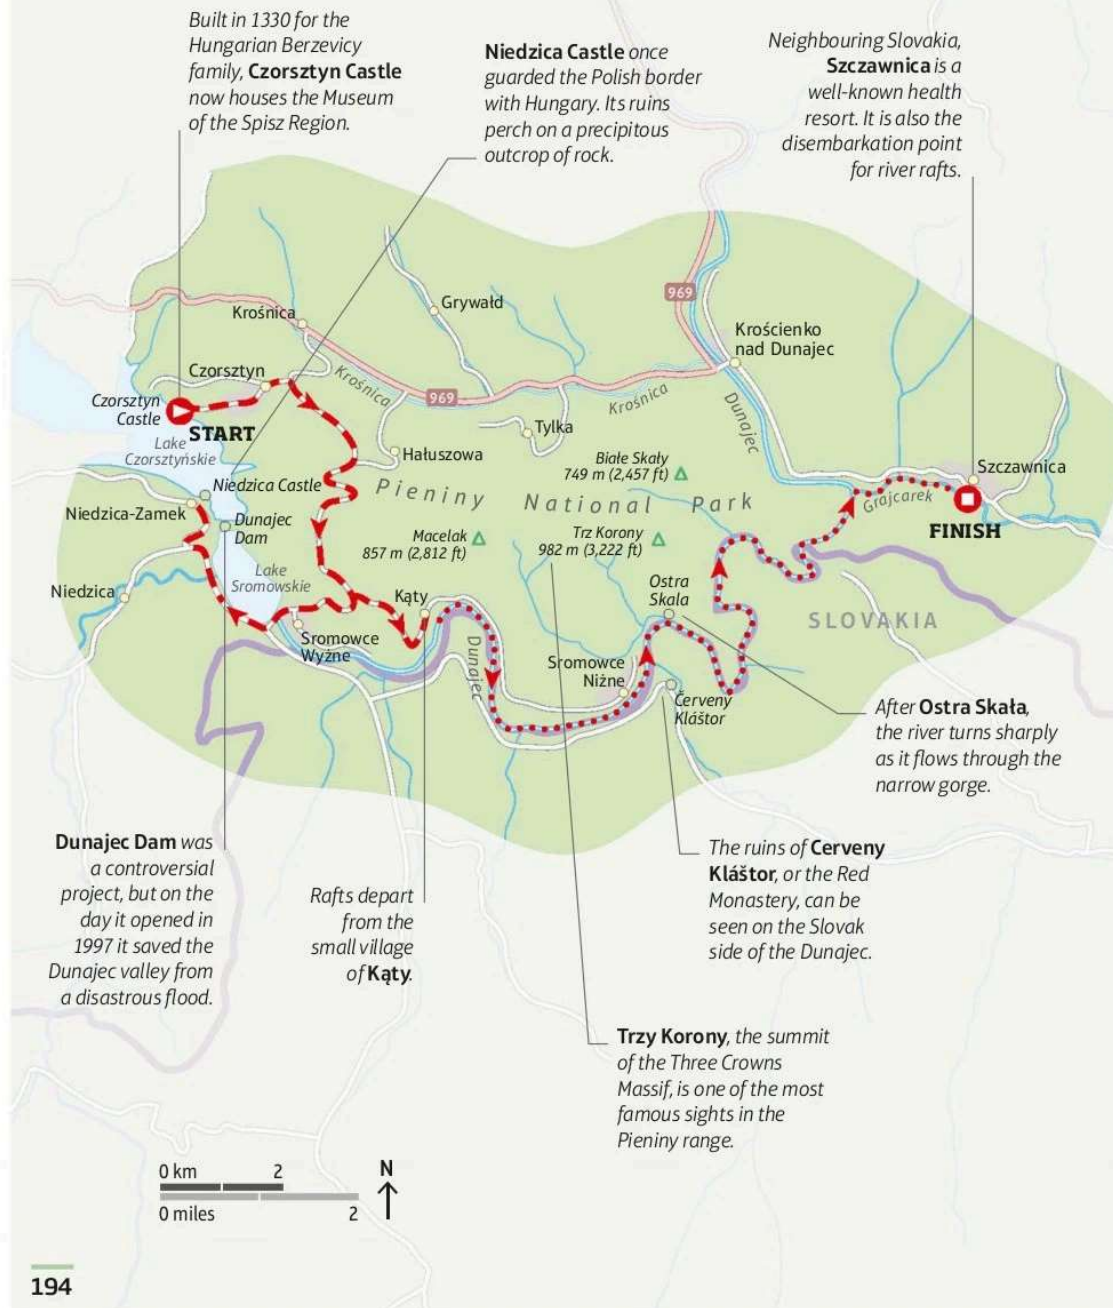 Built in 1330 for the
Hungarian Berzevicy
family, Czorsztyn Castle
now houses the Museum
of the Spisz Region.
Niedzica Castle once
guarded the Polish border
with Hungary. Its ruins
perch on a precipitous
outcrop of rock.
Neighbouring Slovakia,
Szczawnica is a
well-known health
resort. It is also the
disembarkation point
for river rafts.
969
Grywałd
Krośnica
Krościenko
nad Dunajec
Czorsztyn
Krośnica
969
Krośnica
Dunajec
Czorsztyn
Castle
START
Lake
Czorsztyńskie
Tylka
Hałuszowa
Białe Skały
749 m (2,457 ft)
Szczawnica
Grajcarek
FINISH
Niedzica Castle
Pieniny National Park
Niedzica-Zamek
Dunajec
Dam
Macelak
857 m (2,812 ft)
Trz Korony
982 m (3,222 ft)
Lake
Sromowskie
Niedzica
Kąty
Ostra
Skala
SLOVAKIA
Sromowce
Wyżne
Dunajec
Sromowce
Niżne
Červeny
Kláštor
After Ostra Skała,
the river turns sharply
as it flows through the
narrow gorge.
Dunajec Dam was
a controversial
project, but on the
day it opened in
1997 it saved the
Dunajec valley from
a disastrous flood.
Rafts depart
from the
small village
of Kąty.
The ruins of Cerveny
Kláštor, or the Red
Monastery, can be
seen on the Slovak
side of the Dunajec.
Trzy Korony, the summit
of the Three Crowns
Massif, is one of the most
famous sights in the
Pieniny range.
0 km 2
0 miles 2
N
194